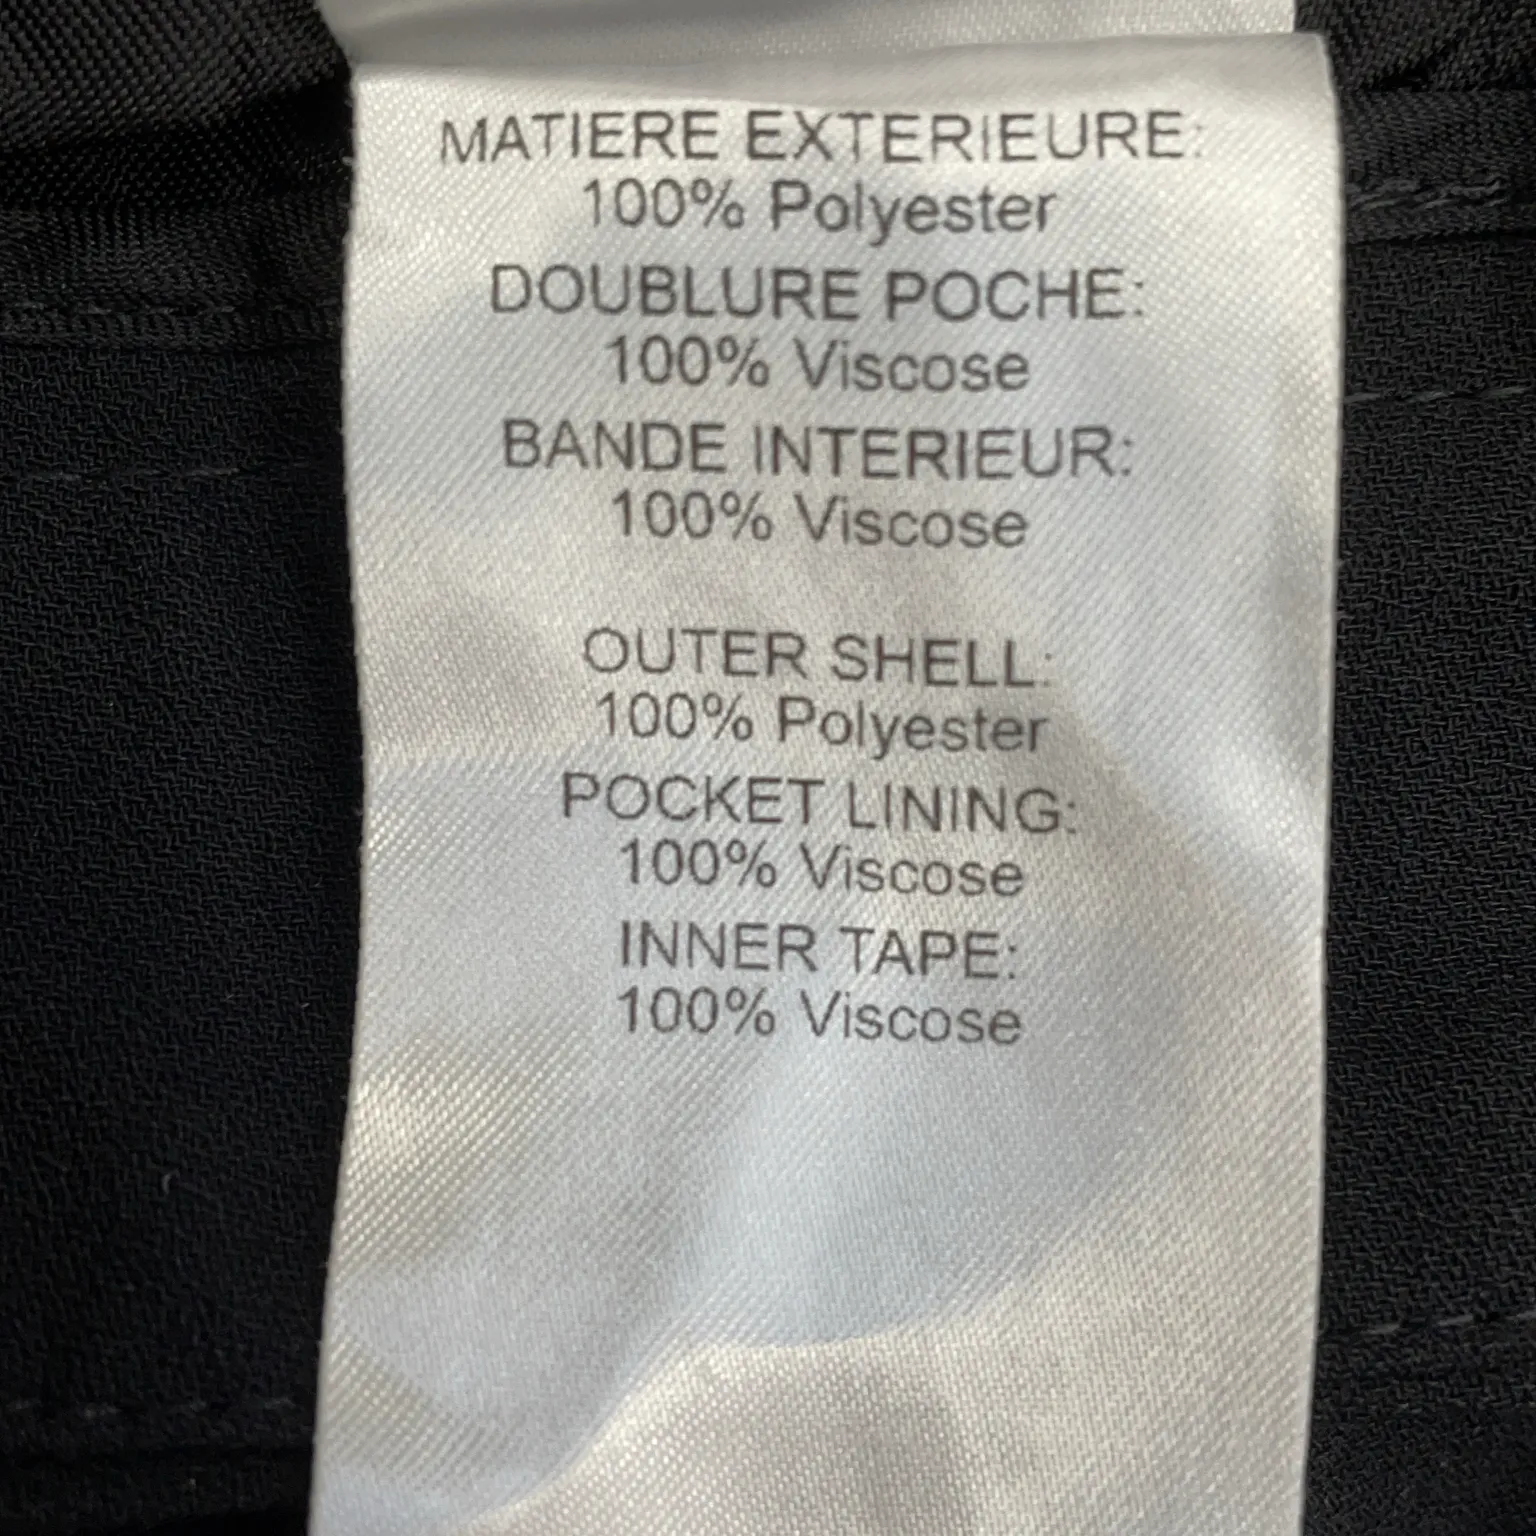 MATIERE EXTERIEURE:
100% Polyester
DOUBLURE POCHE:
100% Viscose
BANDE INTERIEUR:
100% Viscose
OUTER SHELL:
100% Polyester
POCKET LINING:
100% Viscose
INNER TAPE:
100% Viscose